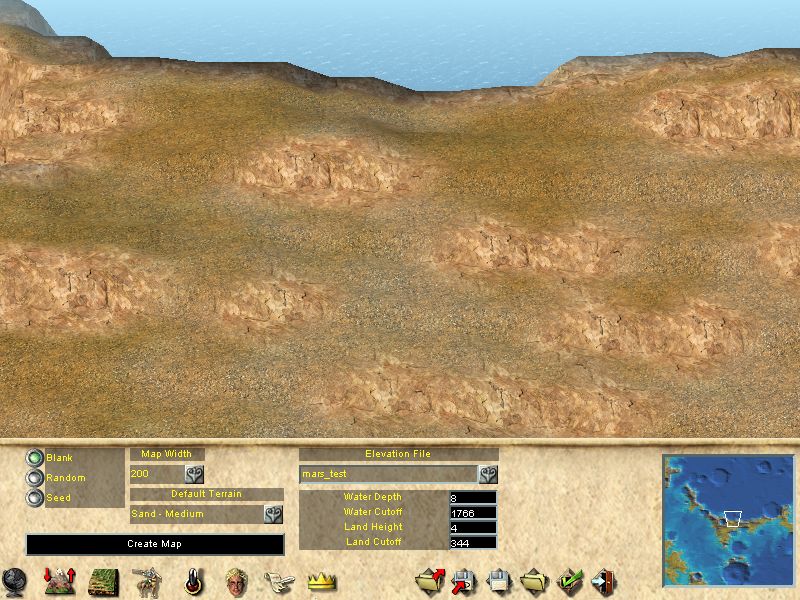 Blank
Random
Seed
Map Width
200
Default Terrain
Sand - Medium
Create Map
Elevation File
mars_test
Water Depth 8
Water Cutoff 1766
Land Height 4
Land Cutoff 344